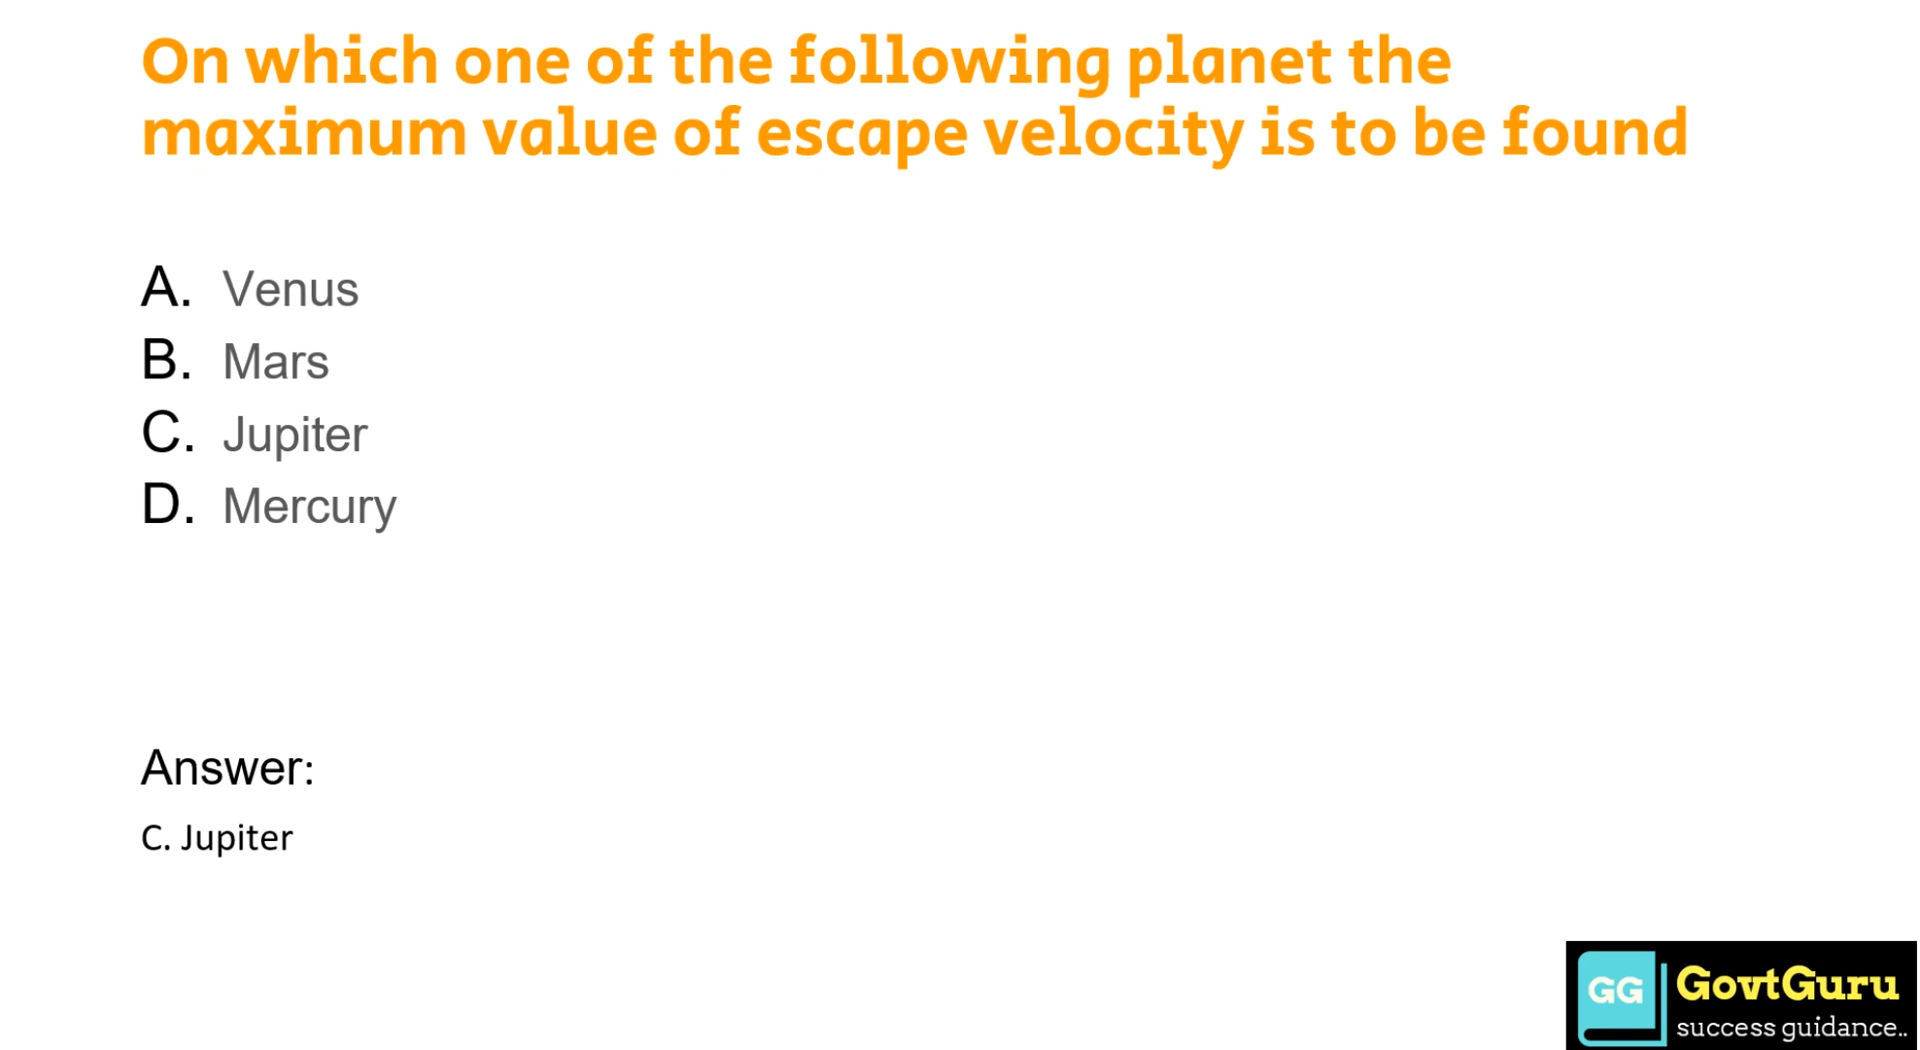 On which one of the following planet the
maximum value of escape velocity is to be found
A. Venus
B. Mars
C. Jupiter
D. Mercury
Answer:
C. Jupiter
GG
GovtGuru
success guidance..